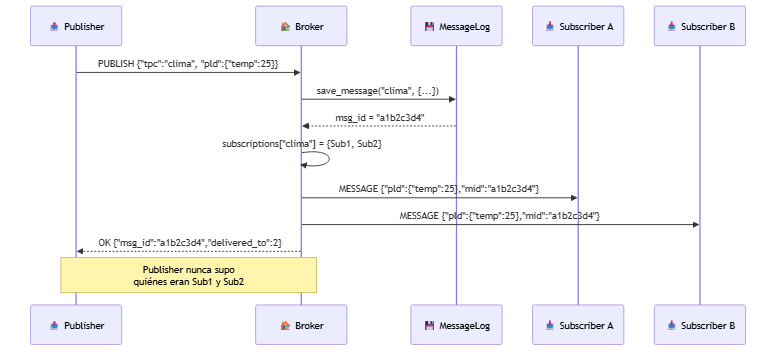 Publisher
Broker
MessageLog
Subscriber A
Subscriber B
PUBLISH {"tpc":"clima", "pld":{"temp":25}}
save_message("clima", {...})
msg_id = "a1b2c3d4"
subscriptions["clima"] = {Sub1, Sub2}
MESSAGE {"pld":{"temp":25},"mid":"a1b2c3d4"}
MESSAGE {"pld":{"temp":25},"mid":"a1b2c3d4"}
OK {"msg_id":"a1b2c3d4","delivered_to":2}
Publisher nunca supo
quiénes eran Sub1 y Sub2
Publisher
Broker
MessageLog
Subscriber A
Subscriber B